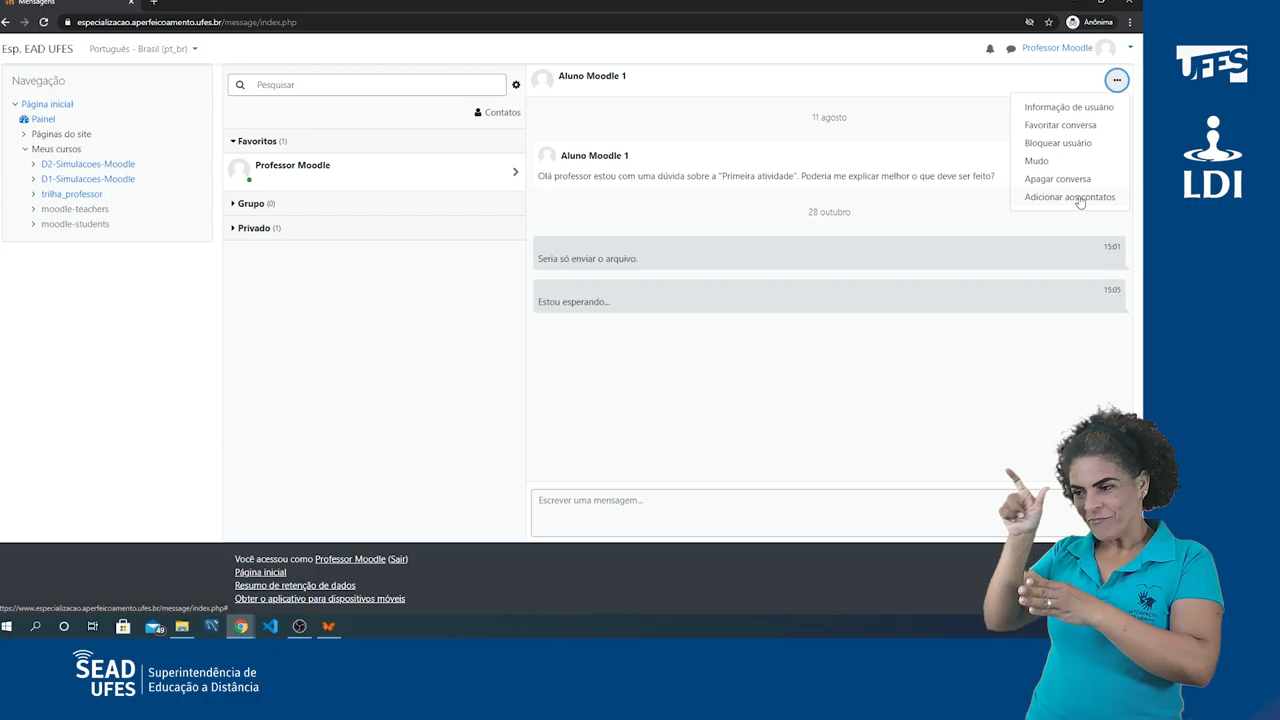 Mensagens
especializacao.aperfeicoamento.ufes.br/message/index.php
Anônima
Esp. EAD UFES
Português - Brasil (pt_br)
Professor Moodle
Navegação
Página inicial
Painel
Páginas do site
Meus cursos
D2-Simulacoes-Moodle
D1-Simulacoes-Moodle
trilha_professor
moodle-teachers
moodle-students
Pesquisar
Contatos
Favoritos (1)
Professor Moodle
Grupo (0)
Privado (1)
Aluno Moodle 1
11 agosto
Aluno Moodle 1
Olá professor estou com uma dúvida sobre a "Primeira atividade". Poderia me explicar melhor o que deve ser feito?
28 outubro
15:01
Seria só enviar o arquivo.
15:05
Estou esperando...
Escrever uma mensagem...
Informação de usuário
Favoritar conversa
Bloquear usuário
Mudo
Apagar conversa
Adicionar aos contatos
Você acessou como Professor Moodle (Sair)
Página inicial
Resumo de retenção de dados
Obter o aplicativo para dispositivos móveis
ttps://www.especializacao.aperfeicoamento.ufes.br/message/index.php#
49
UFES
LDI
SEAD
UFES
Superintendência de
Educação a Distância